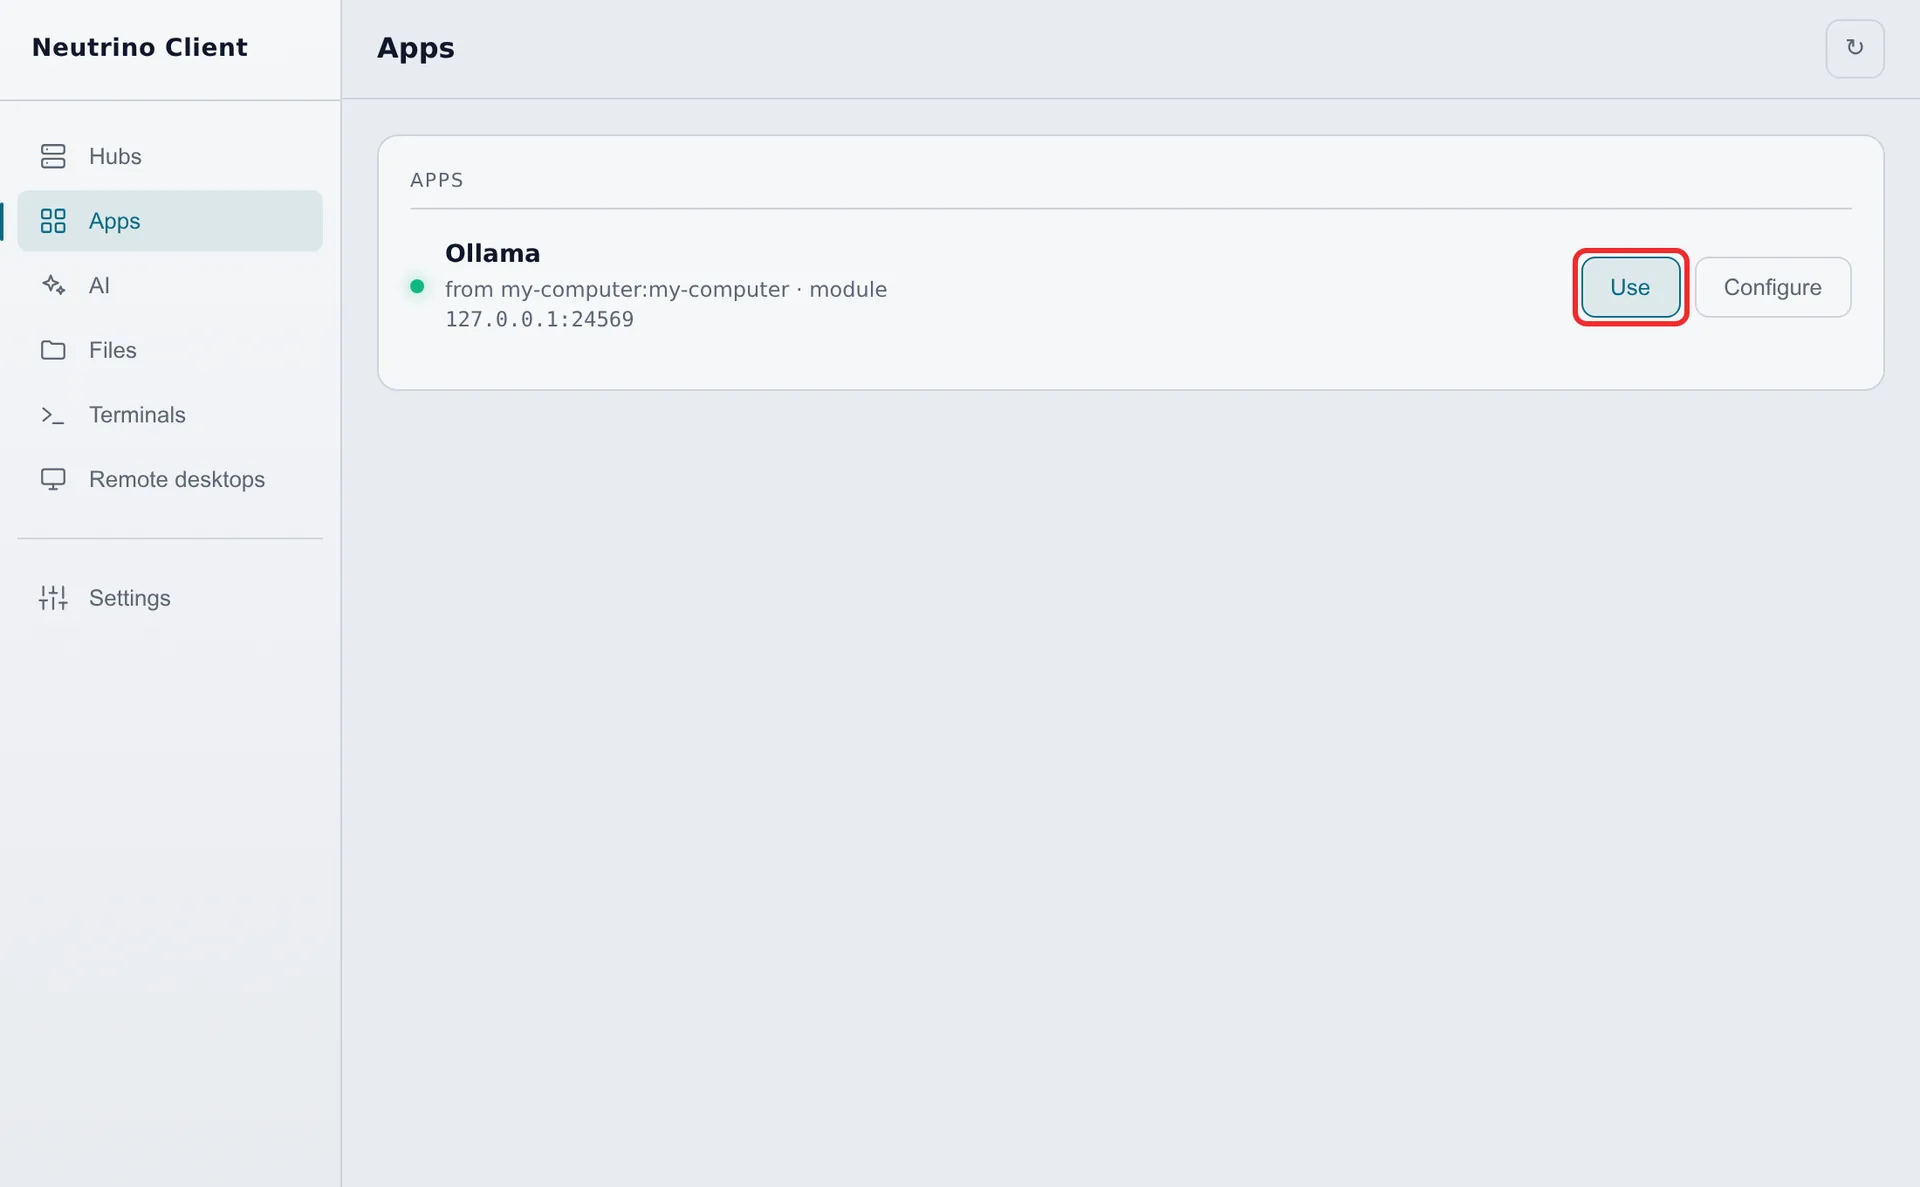 Neutrino Client
Apps
↻
Hubs
Apps
AI
Files
Terminals
Remote desktops
Settings
APPS
Ollama
from my-computer:my-computer · module
127.0.0.1:24569
Use
Configure